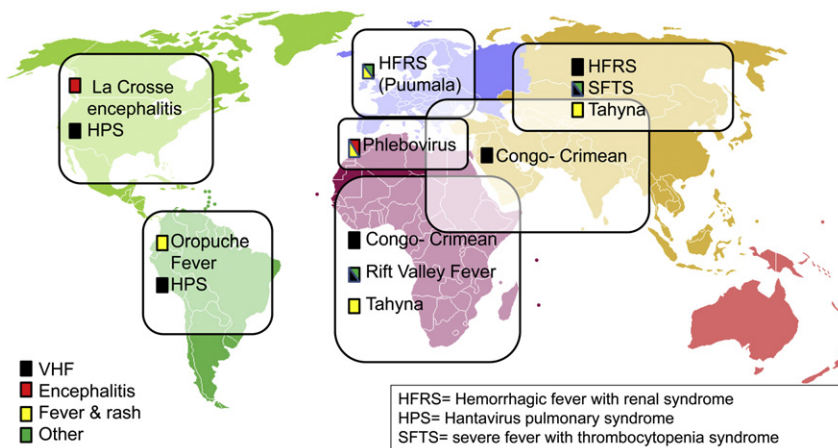 La Crosse
encephalitis
HPS
HFRS
(Puumala)
HFRS
SFTS
Tahyna
Phlebovirus
Congo- Crimean
Oropuche
Fever
HPS
Congo- Crimean
Rift Valley Fever
Tahyna
VHF
Encephalitis
Fever & rash
Other
HFRS= Hemorrhagic fever with renal syndrome
HPS= Hantavirus pulmonary syndrome
SFTS= severe fever with thrombocytopenia syndrome